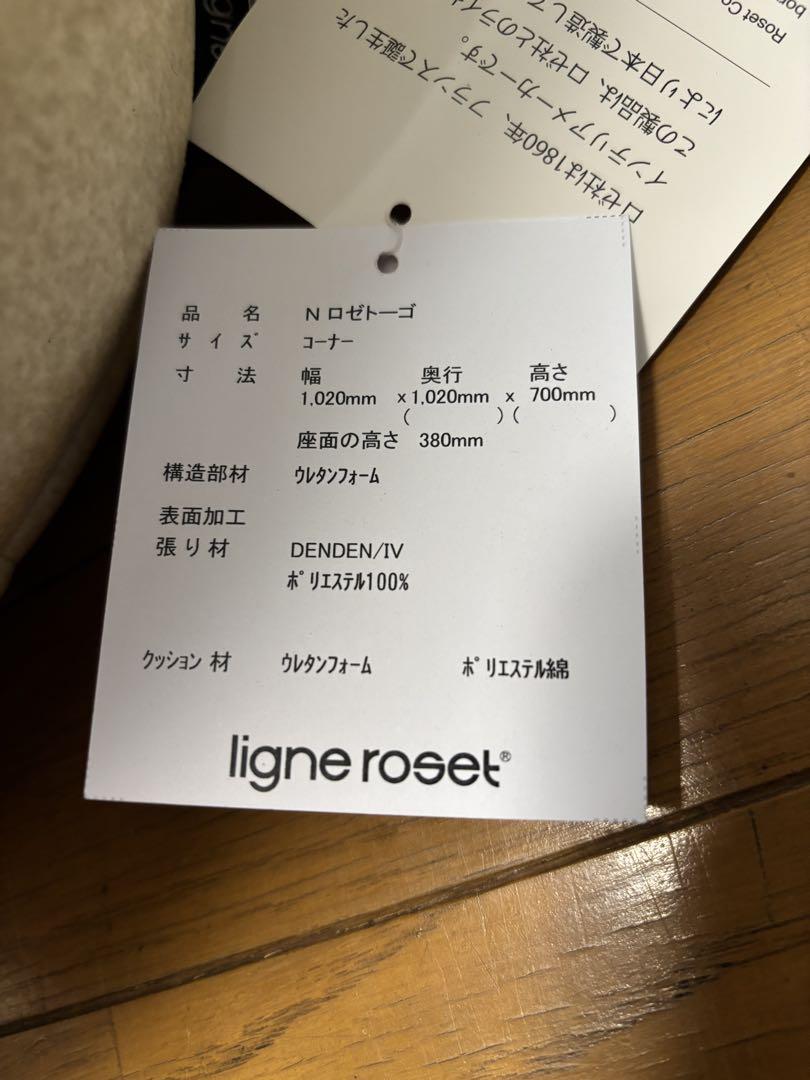 Roset Co
ロゼ社は1860年、フランスで誕生した
インテリアメーカーです。
この製品は、ロゼ社とのライ
により日本で製造して
品 名 N ロゼトーゴ
サイズ コーナー
寸 法 幅 奥行 高さ
1,020mm x 1,020mm x 700mm
( ) ( )
座面の高さ 380mm
構造部材 ウレタンフォーム
表面加工
張り材 DENDEN/IV
ポリエステル100%
クッション材 ウレタンフォーム ポリエステル綿
ligne roset®